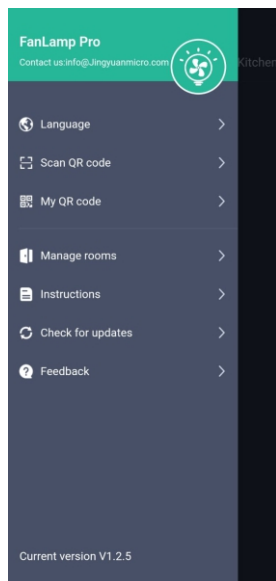 FanLamp Pro
Contact us:info@Jingyuanmicro.com
Kitchen
Language
Scan QR code
My QR code
Manage rooms
Instructions
Check for updates
Feedback
Current version V1.2.5